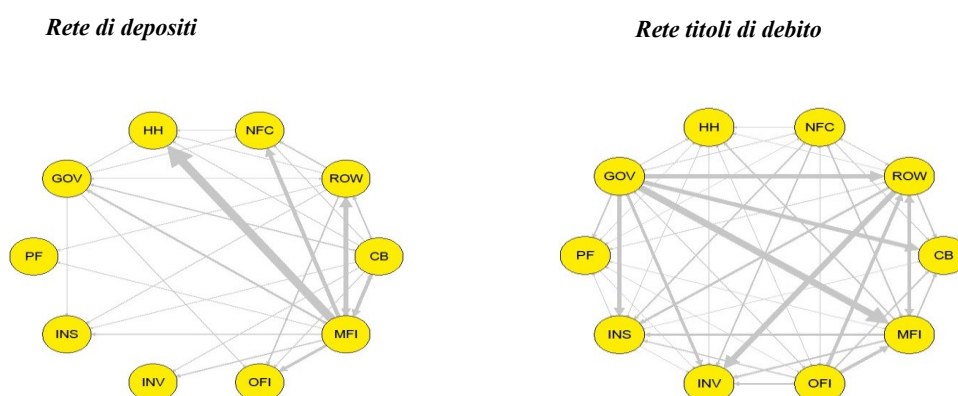 Rete di depositi
Rete titoli di debito
HH
NFC
GOV
ROW
PF
CB
INS
MFI
INV
OFI
HH
NFC
GOV
ROW
PF
CB
INS
MFI
INV
OFI